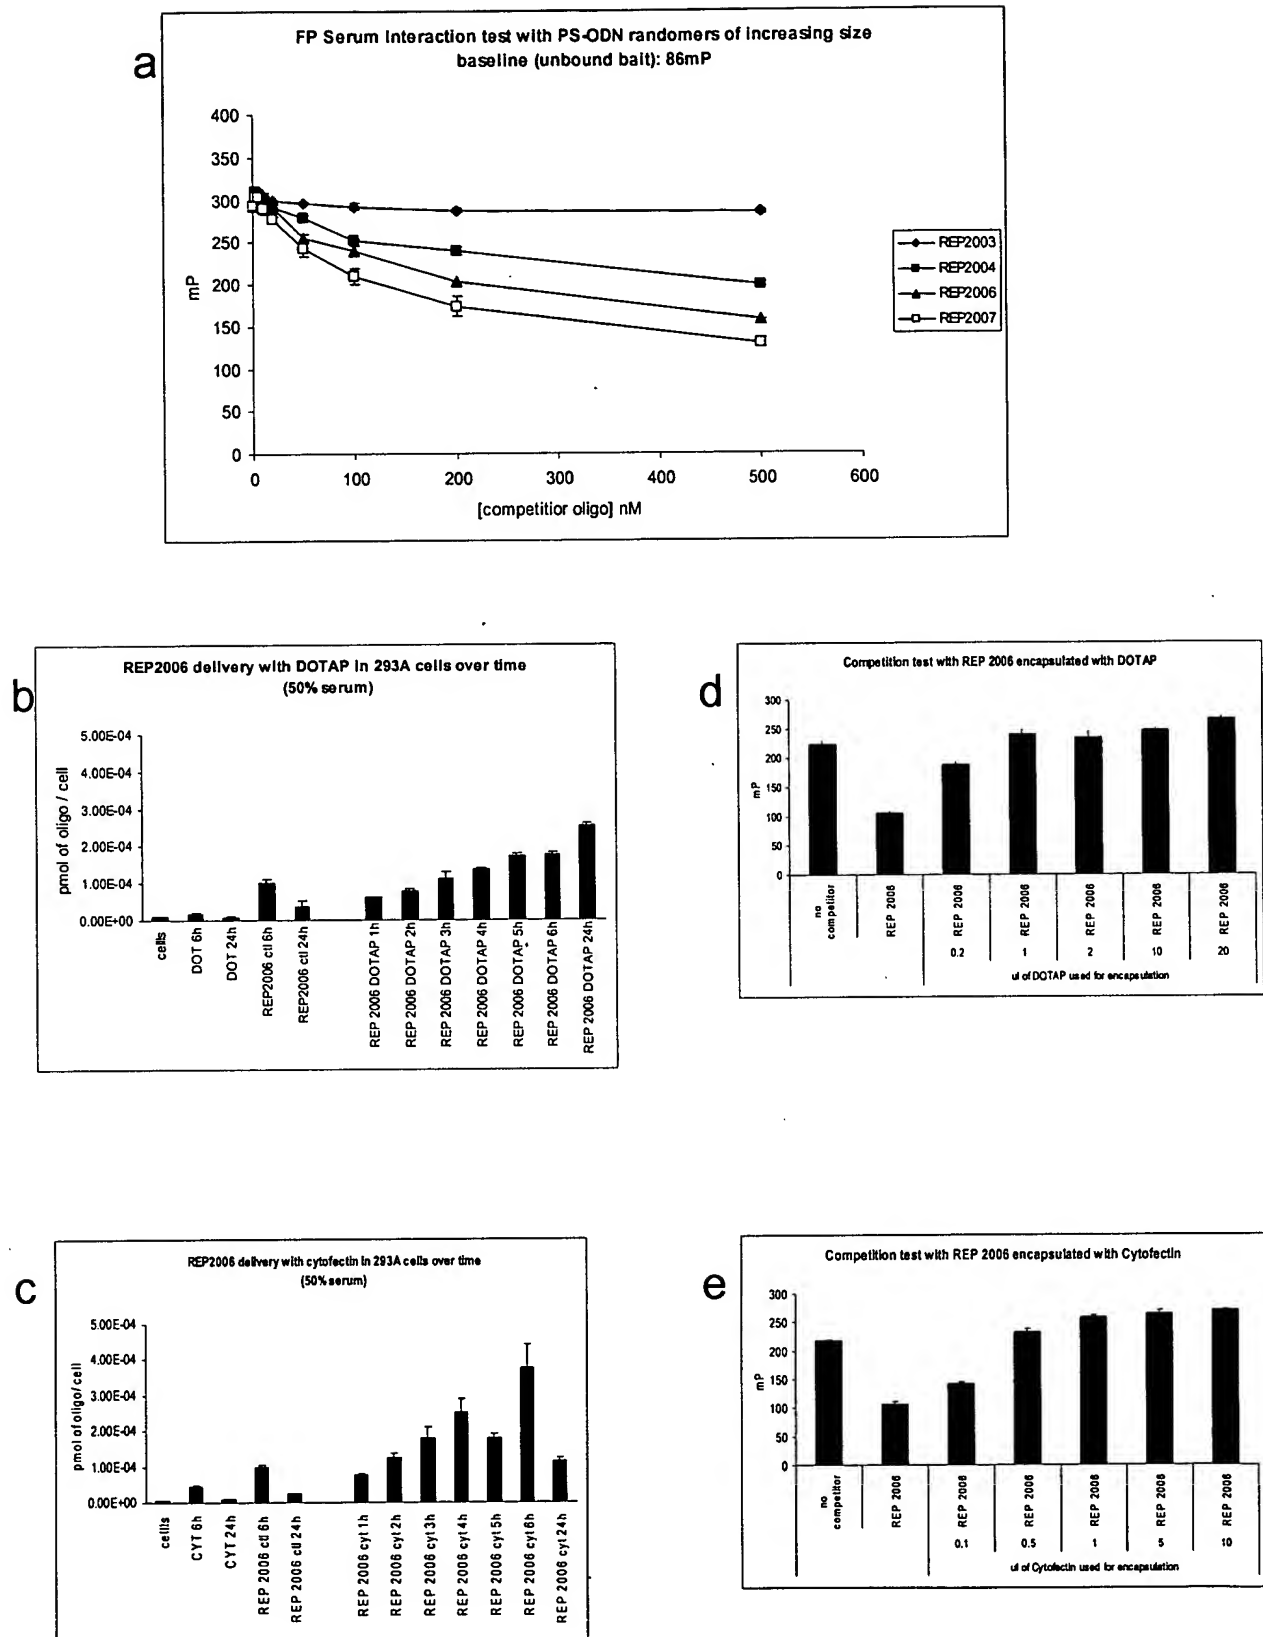 a
FP Serum Interaction test with PS-ODN randomers of increasing size
baseline (unbound bait): 86mP
400
350
300
250
200
150
100
50
0
mP
0 100 200 300 400 500 600
[competitior oligo] nM
REP2003
REP2004
REP2006
REP2007
b
REP2006 delivery with DOTAP in 293A cells over time
(50% serum)
5.00E-04
4.00E-04
3.00E-04
2.00E-04
1.00E-04
0.00E+00
pmol of oligo / cell
cells
DOT 6h
DOT 24h
REP2006 ctl 6h
REP2006 ctl 24h
REP 2006 DOTAP 1h
REP 2006 DOTAP 2h
REP 2006 DOTAP 3h
REP 2006 DOTAP 4h
REP 2006 DOTAP 5h
REP 2006 DOTAP 6h
REP 2006 DOTAP 24h
d
Competition test with REP 2006 encapsulated with DOTAP
300
250
200
150
100
50
0
mP
no competitor
REP 2006
REP 2006
REP 2006
REP 2006
REP 2006
REP 2006
0.2 1 2 10 20
ul of DOTAP used for encapsulation
c
REP2006 delivery with cytofectin in 293A cells over time
(50% serum)
5.00E-04
4.00E-04
3.00E-04
2.00E-04
1.00E-04
0.00E+00
pmol of oligo/ cell
cells
CYT 6h
CYT 24h
REP 2006 ctl 6h
REP 2006 ctl 24h
REP 2006 cyt 1h
REP 2006 cyt 2h
REP 2006 cyt 3h
REP 2006 cyt 4h
REP 2006 cyt 5h
REP 2006 cyt 6h
REP 2006 cyt 24h
e
Competition test with REP 2006 encapsulated with Cytofectin
300
250
200
150
100
50
0
mP
no competitor
REP 2006
REP 2006
REP 2006
REP 2006
REP 2006
REP 2006
0.1 0.5 1 5 10
ul of Cytofectin used for encapsulation